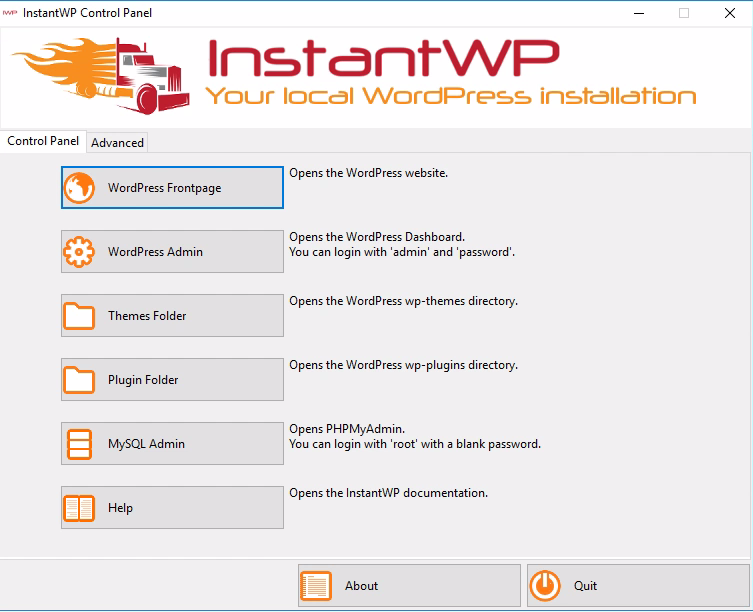 IWP InstantWP Control Panel
InstantWP
Your local WordPress installation
Control Panel Advanced
WordPress Frontpage
Opens the WordPress website.
WordPress Admin
Opens the WordPress Dashboard.
You can login with 'admin' and 'password'.
Themes Folder
Opens the WordPress wp-themes directory.
Plugin Folder
Opens the WordPress wp-plugins directory.
MySQL Admin
Opens PHPMyAdmin.
You can login with 'root' with a blank password.
Help
Opens the InstantWP documentation.
About
Quit